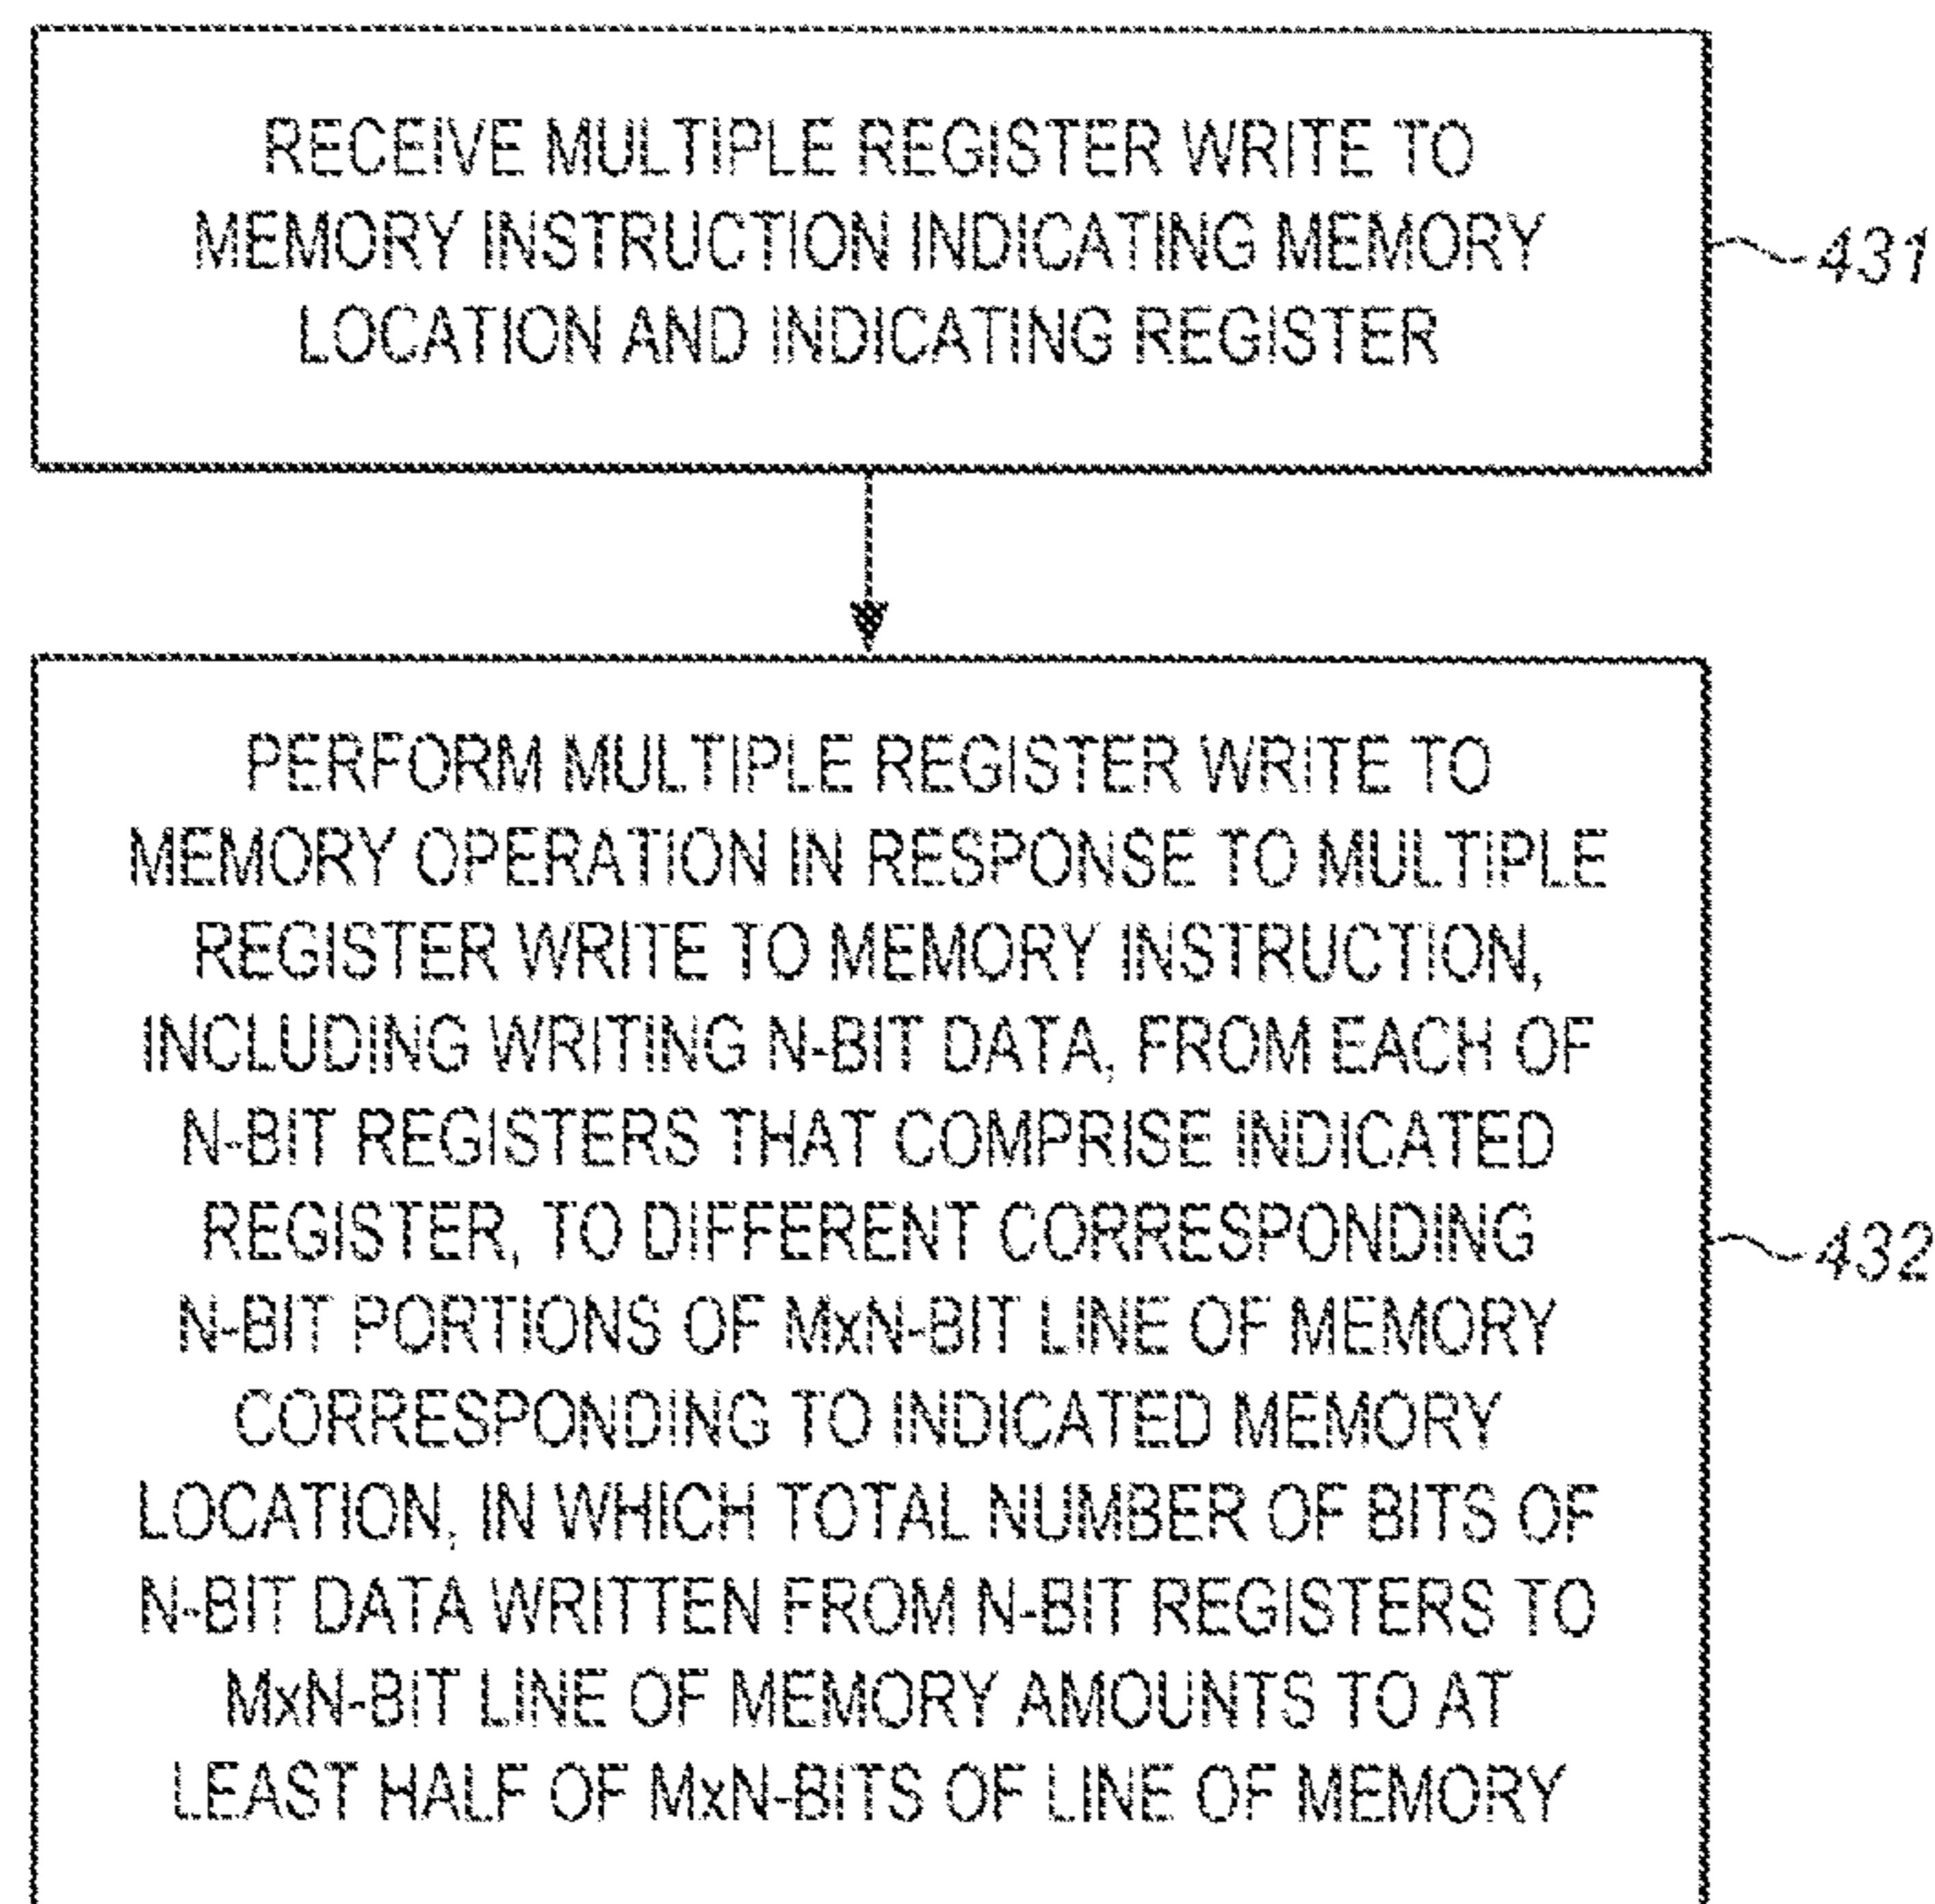 RECEIVE MULTIPLE REGISTER WRITE TO
MEMORY INSTRUCTION INDICATING MEMORY
LOCATION AND INDICATING REGISTER
431
PERFORM MULTIPLE REGISTER WRITE TO
MEMORY OPERATION IN RESPONSE TO MULTIPLE
REGISTER WRITE TO MEMORY INSTRUCTION,
INCLUDING WRITING N-BIT DATA, FROM EACH OF
N-BIT REGISTERS THAT COMPRISE INDICATED
REGISTER, TO DIFFERENT CORRESPONDING
N-BIT PORTIONS OF MxN-BIT LINE OF MEMORY
CORRESPONDING TO INDICATED MEMORY
LOCATION, IN WHICH TOTAL NUMBER OF BITS OF
N-BIT DATA WRITTEN FROM N-BIT REGISTERS TO
MxN-BIT LINE OF MEMORY AMOUNTS TO AT
LEAST HALF OF MxN-BITS OF LINE OF MEMORY
432